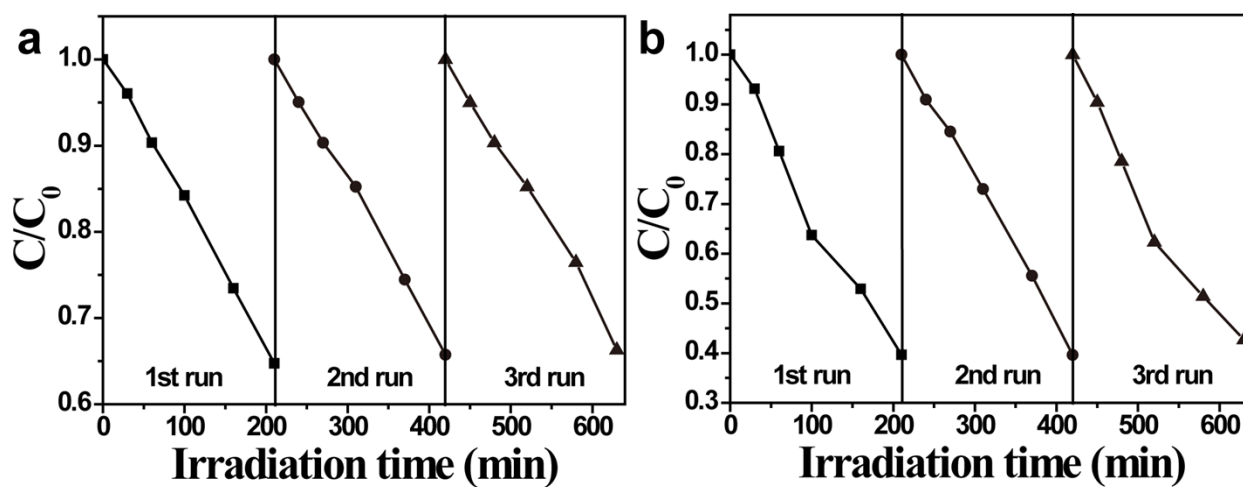 a
1.0
0.9
0.8
0.7
0.6
C/C0
1st run
2nd run
3rd run
0 100 200 300 400 500 600
Irradiation time (min)
b
1.0
0.9
0.8
0.7
0.6
0.5
0.4
0.3
C/C0
1st run
2nd run
3rd run
0 100 200 300 400 500 600
Irradiation time (min)